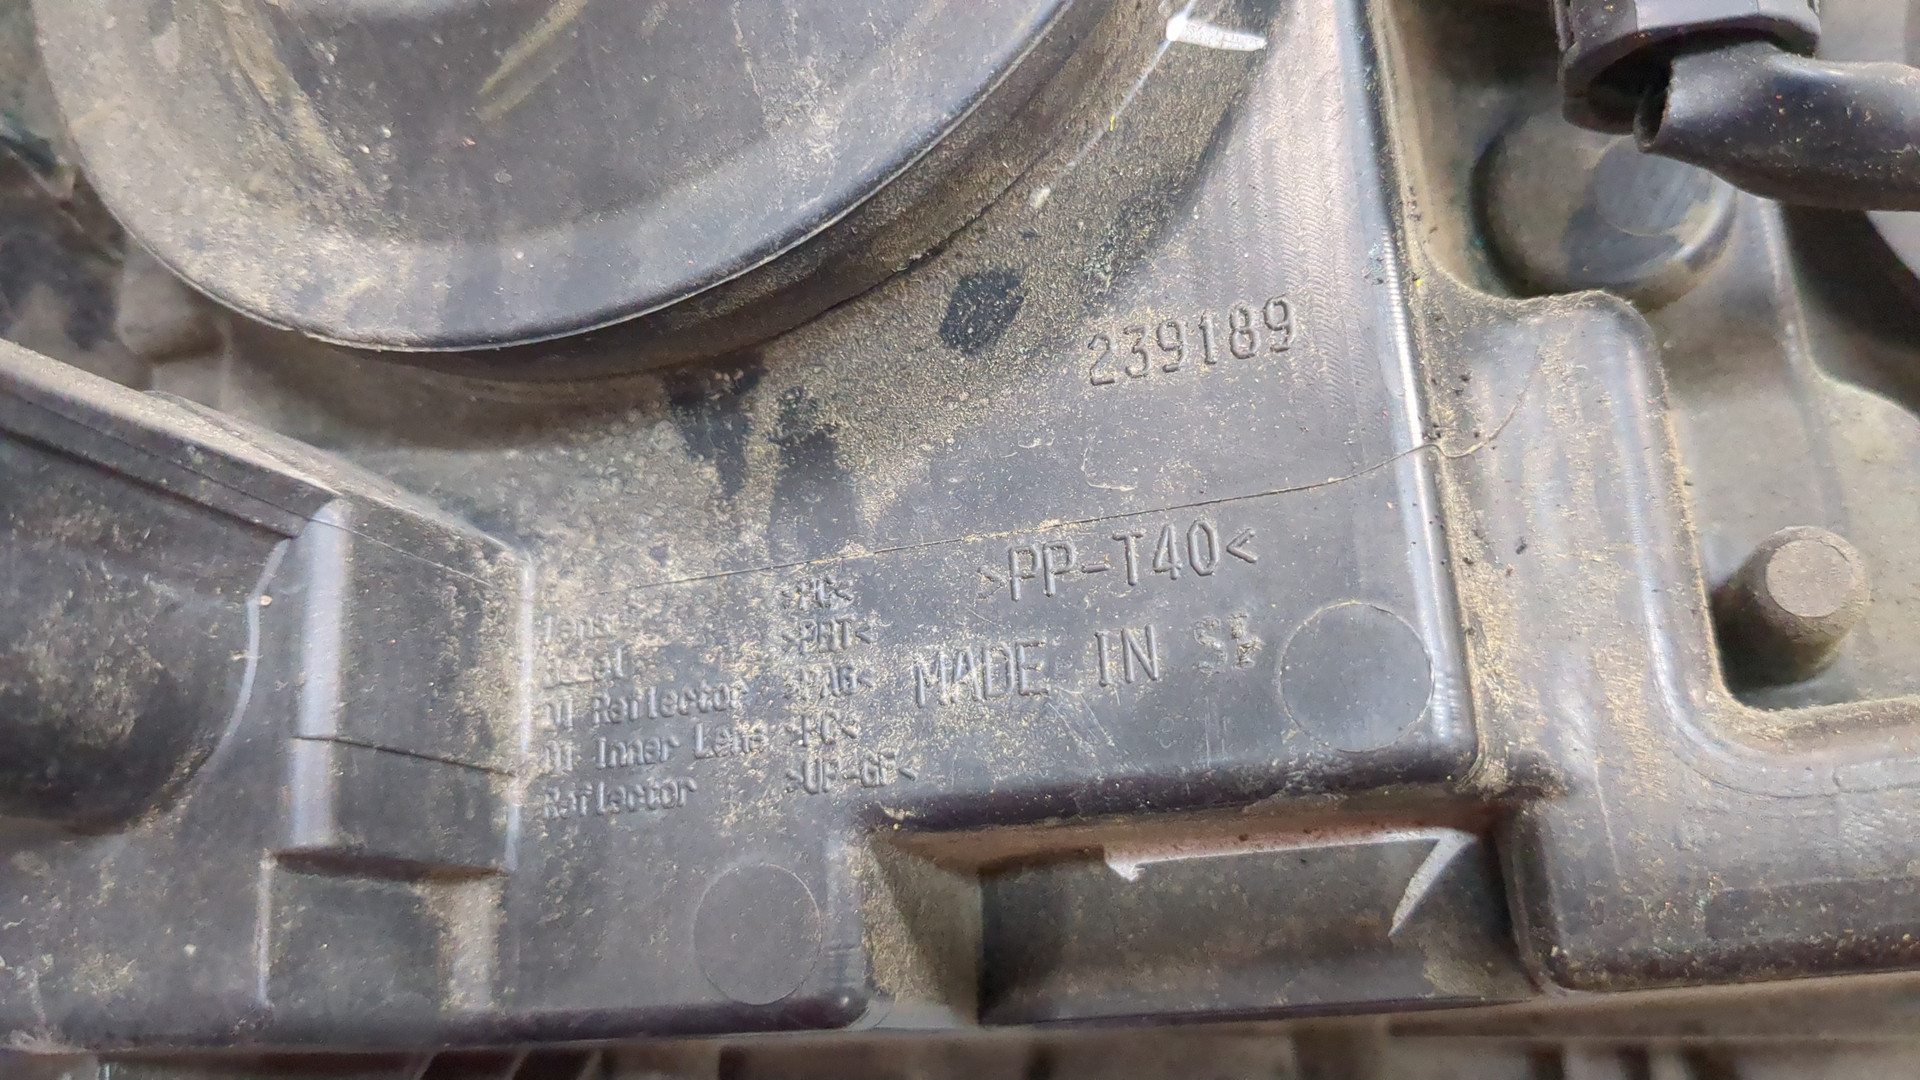 239189
>PP-T40<
MADE IN
Lens >PC<
>PBT<
Reflector
Inner Lens >PC<
Reflector >UP-GF<